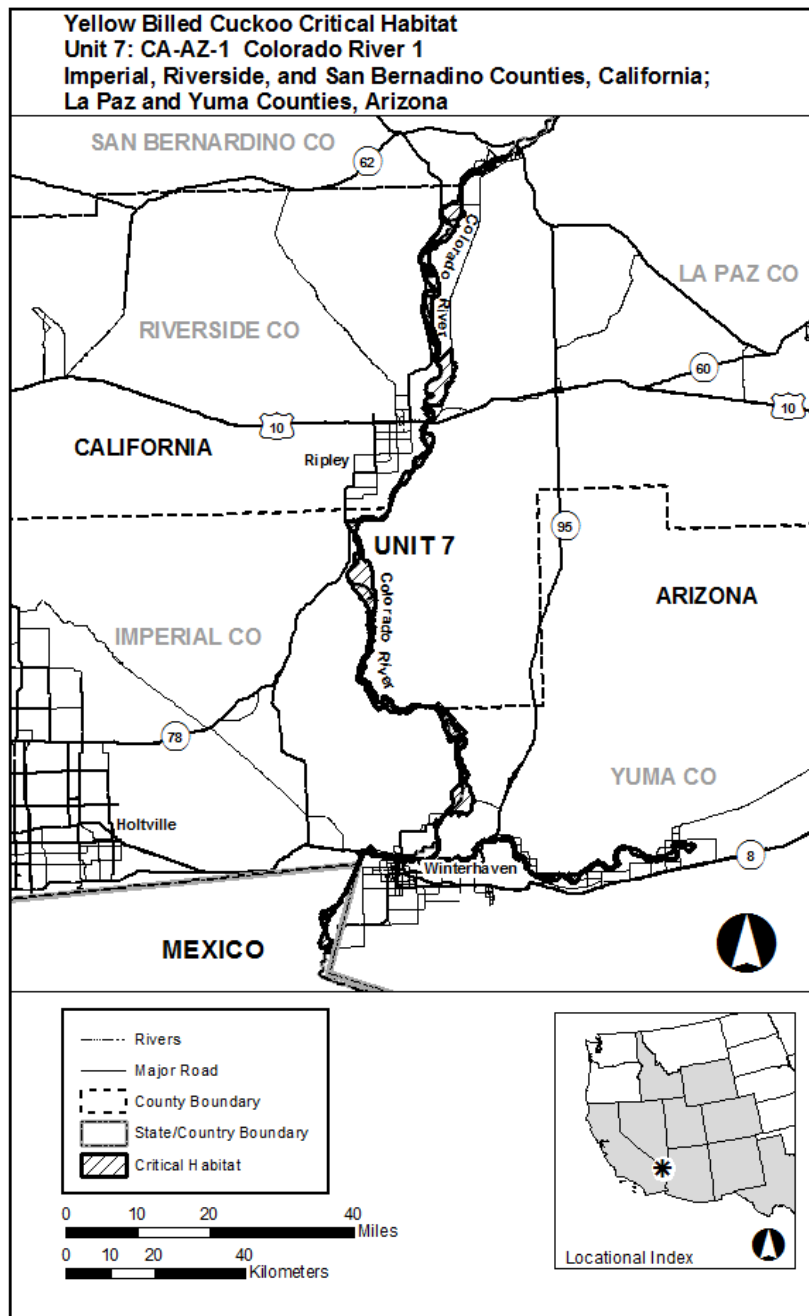 Yellow Billed Cuckoo Critical Habitat
Unit 7: CA-AZ-1 Colorado River 1
Imperial, Riverside, and San Bernadino Counties, California;
La Paz and Yuma Counties, Arizona
SAN BERNARDINO CO
62
Colorado River
LA PAZ CO
RIVERSIDE CO
60
10
10
CALIFORNIA
Ripley
95
UNIT 7
Colorado River
ARIZONA
IMPERIAL CO
78
YUMA CO
Holtville
8
Winterhaven
MEXICO
Rivers
Major Road
County Boundary
State/Country Boundary
Critical Habitat
0 10 20 40
Miles
0 10 20 40
Kilometers
Locational Index